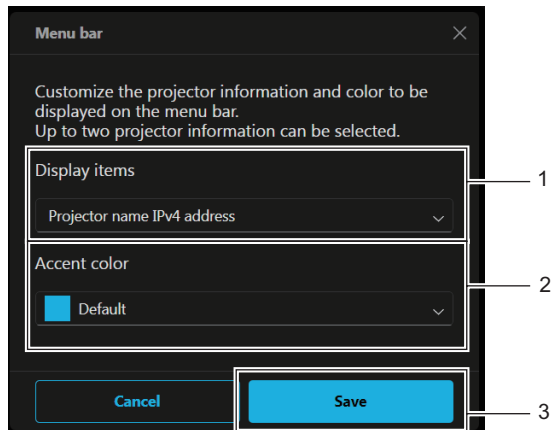 Menu bar
Customize the projector information and color to be
displayed on the menu bar.
Up to two projector information can be selected.
Display items
1
Projector name IPv4 address
Accent color
2
Default
Cancel
Save
3